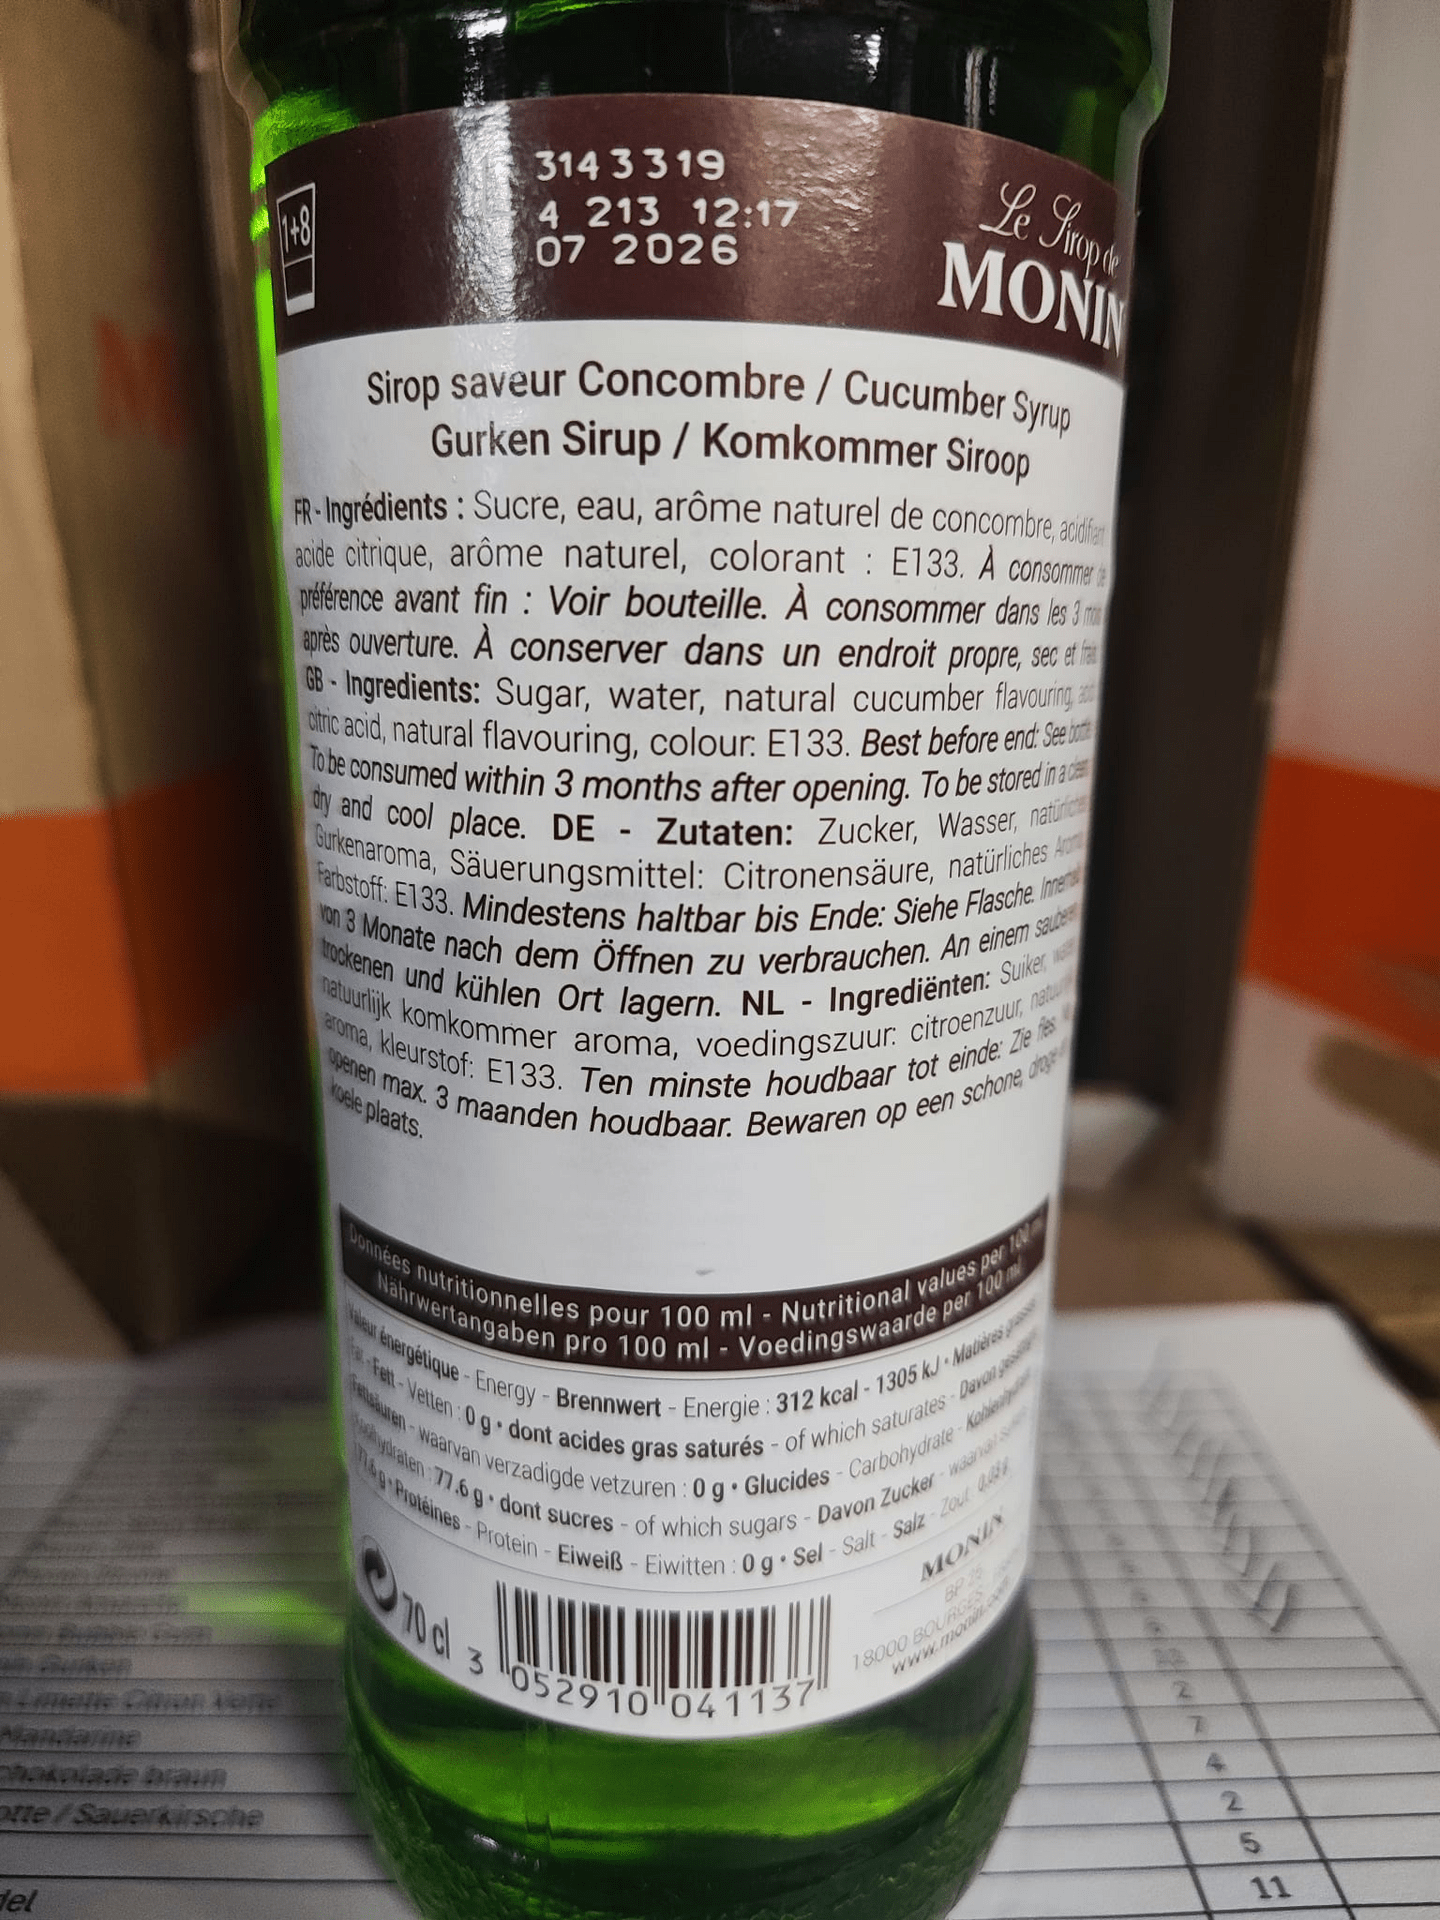 3143319
4 213 12:17
07 2026
1+8
Le Sirop de
MONIN
Sirop saveur Concombre / Cucumber Syrup
Gurken Sirup / Komkommer Siroop
FR - Ingrédients : Sucre, eau, arôme naturel de concombre, acidifiant
acide citrique, arôme naturel, colorant : E133. À consommer de
préférence avant fin : Voir bouteille. À consommer dans les 3 mois
après ouverture. À conserver dans un endroit propre, sec et frais.
GB - Ingredients: Sugar, water, natural cucumber flavouring,
citric acid, natural flavouring, colour: E133. Best before end: See bottle
To be consumed within 3 months after opening. To be stored in a clean
dry and cool place. DE - Zutaten: Zucker, Wasser, natürliches
Gurkenaroma, Säuerungsmittel: Citronensäure, natürliches Aroma
Farbstoff: E133. Mindestens haltbar bis Ende: Siehe Flasche. Innerhalb
von 3 Monate nach dem Öffnen zu verbrauchen. An einem sauberen
trockenen und kühlen Ort lagern. NL - Ingrediënten: Suiker,
natuurlijk komkommer aroma, voedingszuur: citroenzuur, natuurlijk
aroma, kleurstof: E133. Ten minste houdbaar tot einde: Zie fles.
openen max. 3 maanden houdbaar. Bewaren op een schone, droge
koele plaats.
Données nutritionnelles pour 100 ml - Nutritional values per 100 ml
Nährwertangaben pro 100 ml - Voedingswaarde per 100 ml
Valeur énergétique - Energy - Brennwert - Energie : 312 kcal - 1305 kJ • Matières grasses
Fat - Fett - Vetten : 0 g • dont acides gras saturés - of which saturates - Davon gesättigte
Fettsäuren - waarvan verzadigde vetzuren : 0 g • Glucides - Carbohydrate - Kohlenhydrate
Koolhydraten : 77.6 g • dont sucres - of which sugars - Davon Zucker - waarvan suikers
77.6 g • Protéines - Protein - Eiweiß - Eiwitten : 0 g • Sel - Salt - Salz - Zout : 0.03 g
MONIN
18000 BOURGES
www.monin.com
70 cl
3 052910 041137
Gurken
Limette Citron Verte
Mandarine
braun
/ Sauerkirsche
2
7
4
2
5
11